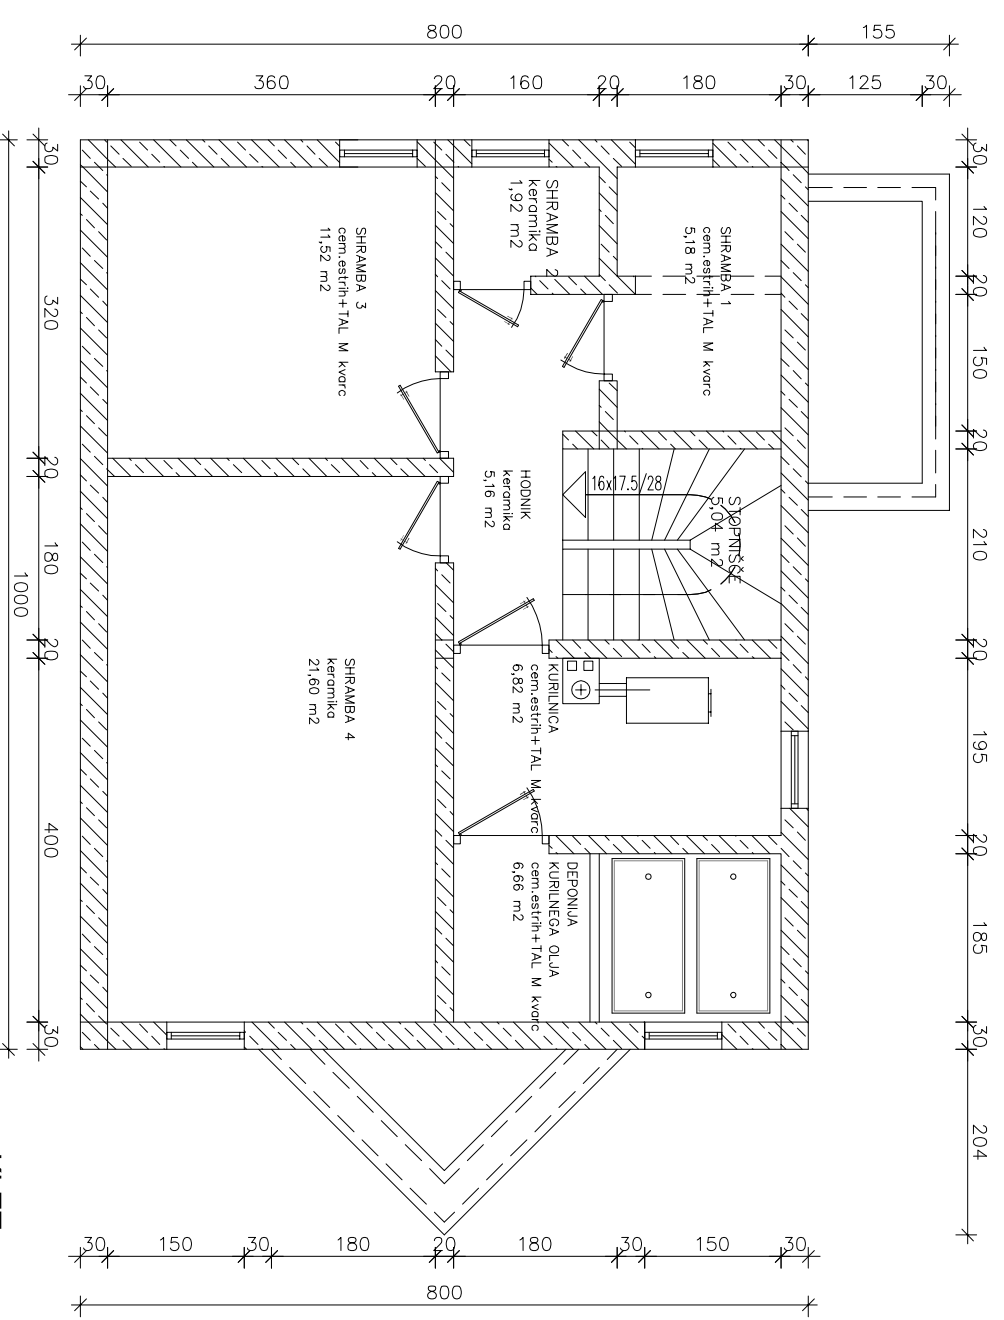 800
155
30
360
20
160
20
180
30
125
30
SHRAMBA 3
cem.estrih+TAL M kvarc
11,52 m2
SHRAMBA 2
keramika
1,92 m2
SHRAMBA 1
cem.estrih+TAL M kvarc
5,18 m2
HODNIK
keramika
5,16 m2
16x17.5/28
STOPNIŠČE
5,04 m2
SHRAMBA 4
keramika
21,60 m2
KURILNICA
cem.estrih+TAL M kvarc
6,82 m2
DEPONIJA
KURILNEGA OLJA
cem.estrih+TAL M kvarc
6,66 m2
30
320
20
180
20
400
30
1000
30
120
20
150
20
210
20
195
20
185
30
204
30
150
30
180
20
180
30
150
30
800